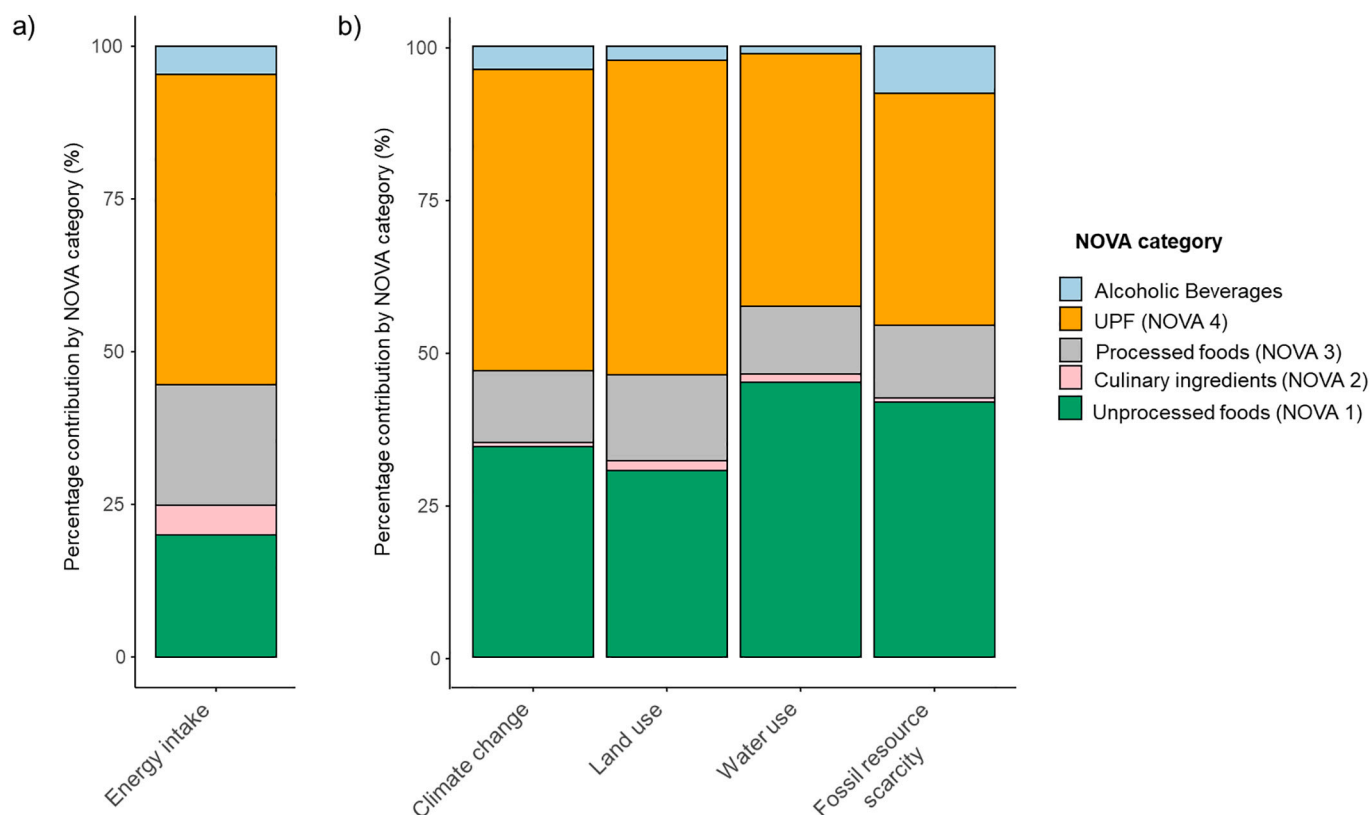 a)
Percentage contribution by NOVA category (%)
100
75
50
25
0
Energy intake
b)
Percentage contribution by NOVA category (%)
100
75
50
25
0
Climate change
Land use
Water use
Fossil resource
scarcity
NOVA category
Alcoholic Beverages
UPF (NOVA 4)
Processed foods (NOVA 3)
Culinary ingredients (NOVA 2)
Unprocessed foods (NOVA 1)